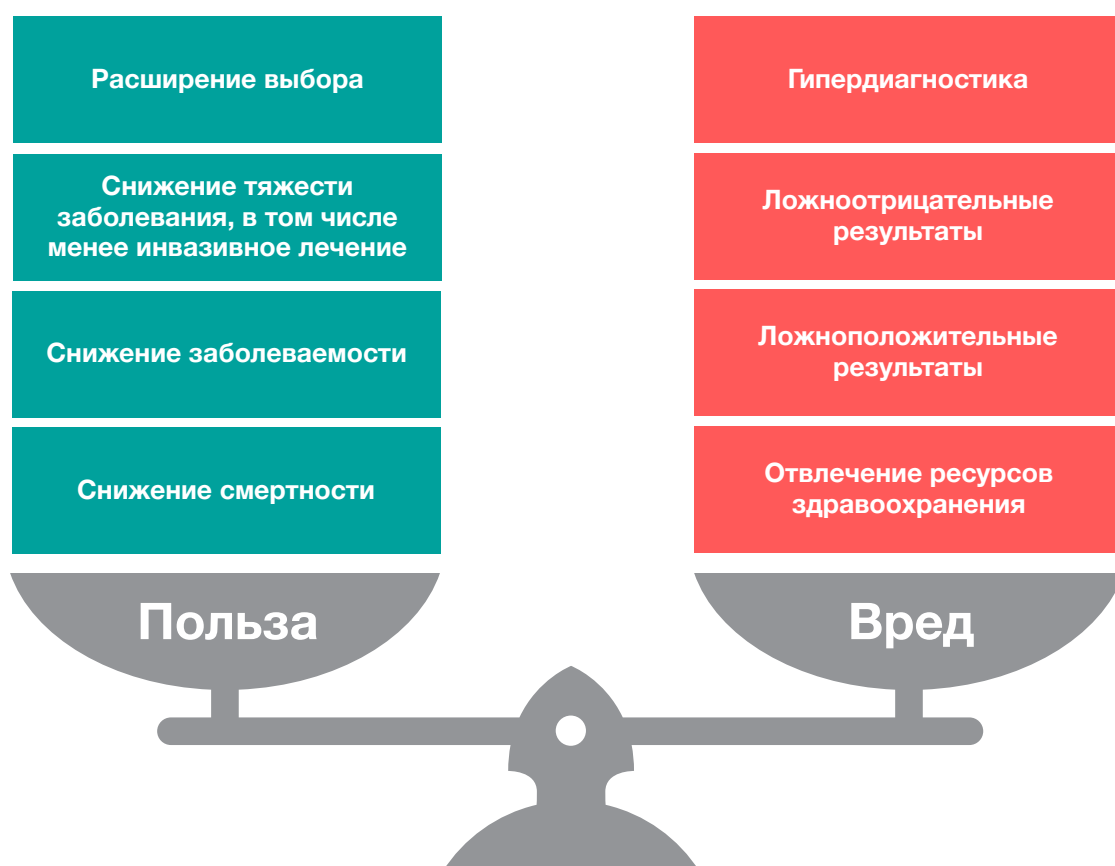 Расширение выбора
Снижение тяжести
заболевания, в том числе
менее инвазивное лечение
Снижение заболеваемости
Снижение смертности
Польза
Гипердиагностика
Ложноотрицательные
результаты
Ложноположительные
результаты
Отвлечение ресурсов
здравоохранения
Вред